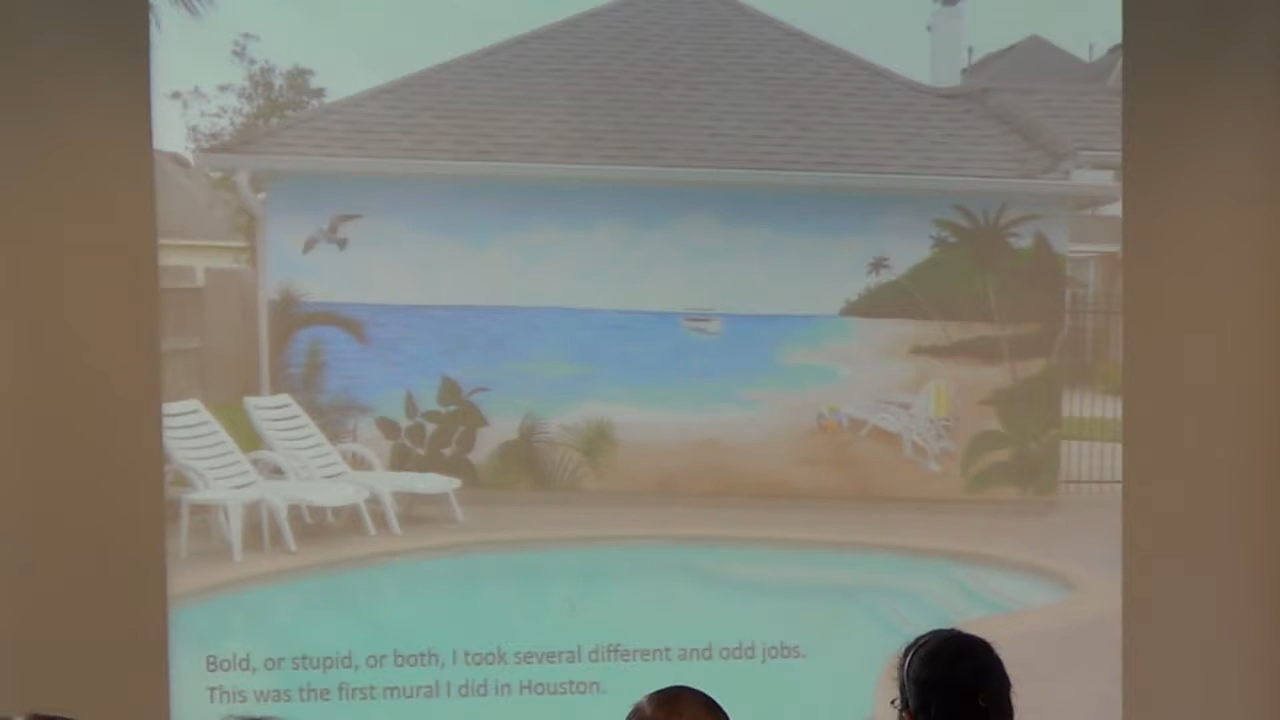 Bold, or stupid, or both, I took several different and odd jobs.
This was the first mural I did in Houston.